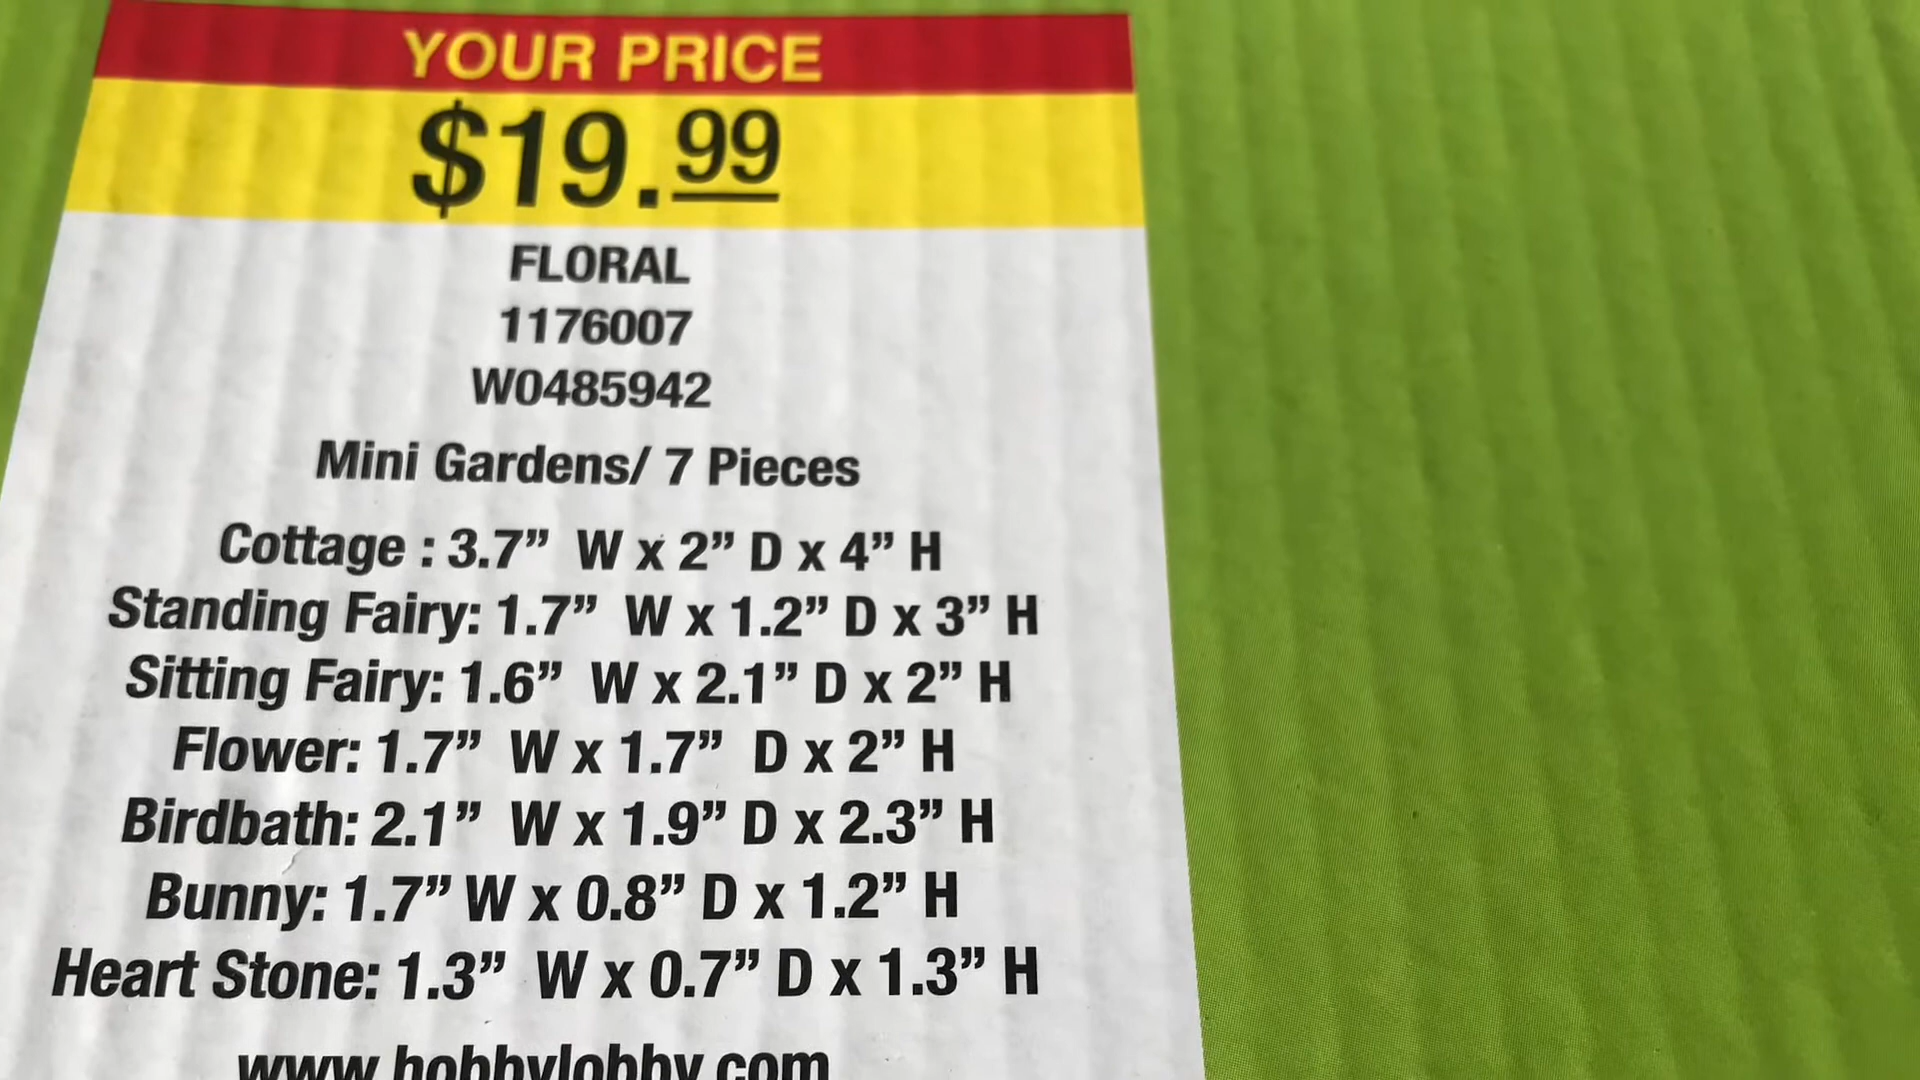 YOUR PRICE
$19.99
FLORAL
1176007
W0485942
Mini Gardens/ 7 Pieces
Cottage : 3.7” W x 2” D x 4” H
Standing Fairy: 1.7” W x 1.2” D x 3” H
Sitting Fairy: 1.6” W x 2.1” D x 2” H
Flower: 1.7” W x 1.7” D x 2” H
Birdbath: 2.1” W x 1.9” D x 2.3” H
Bunny: 1.7” W x 0.8” D x 1.2” H
Heart Stone: 1.3” W x 0.7” D x 1.3” H
www.hobbylobby.com